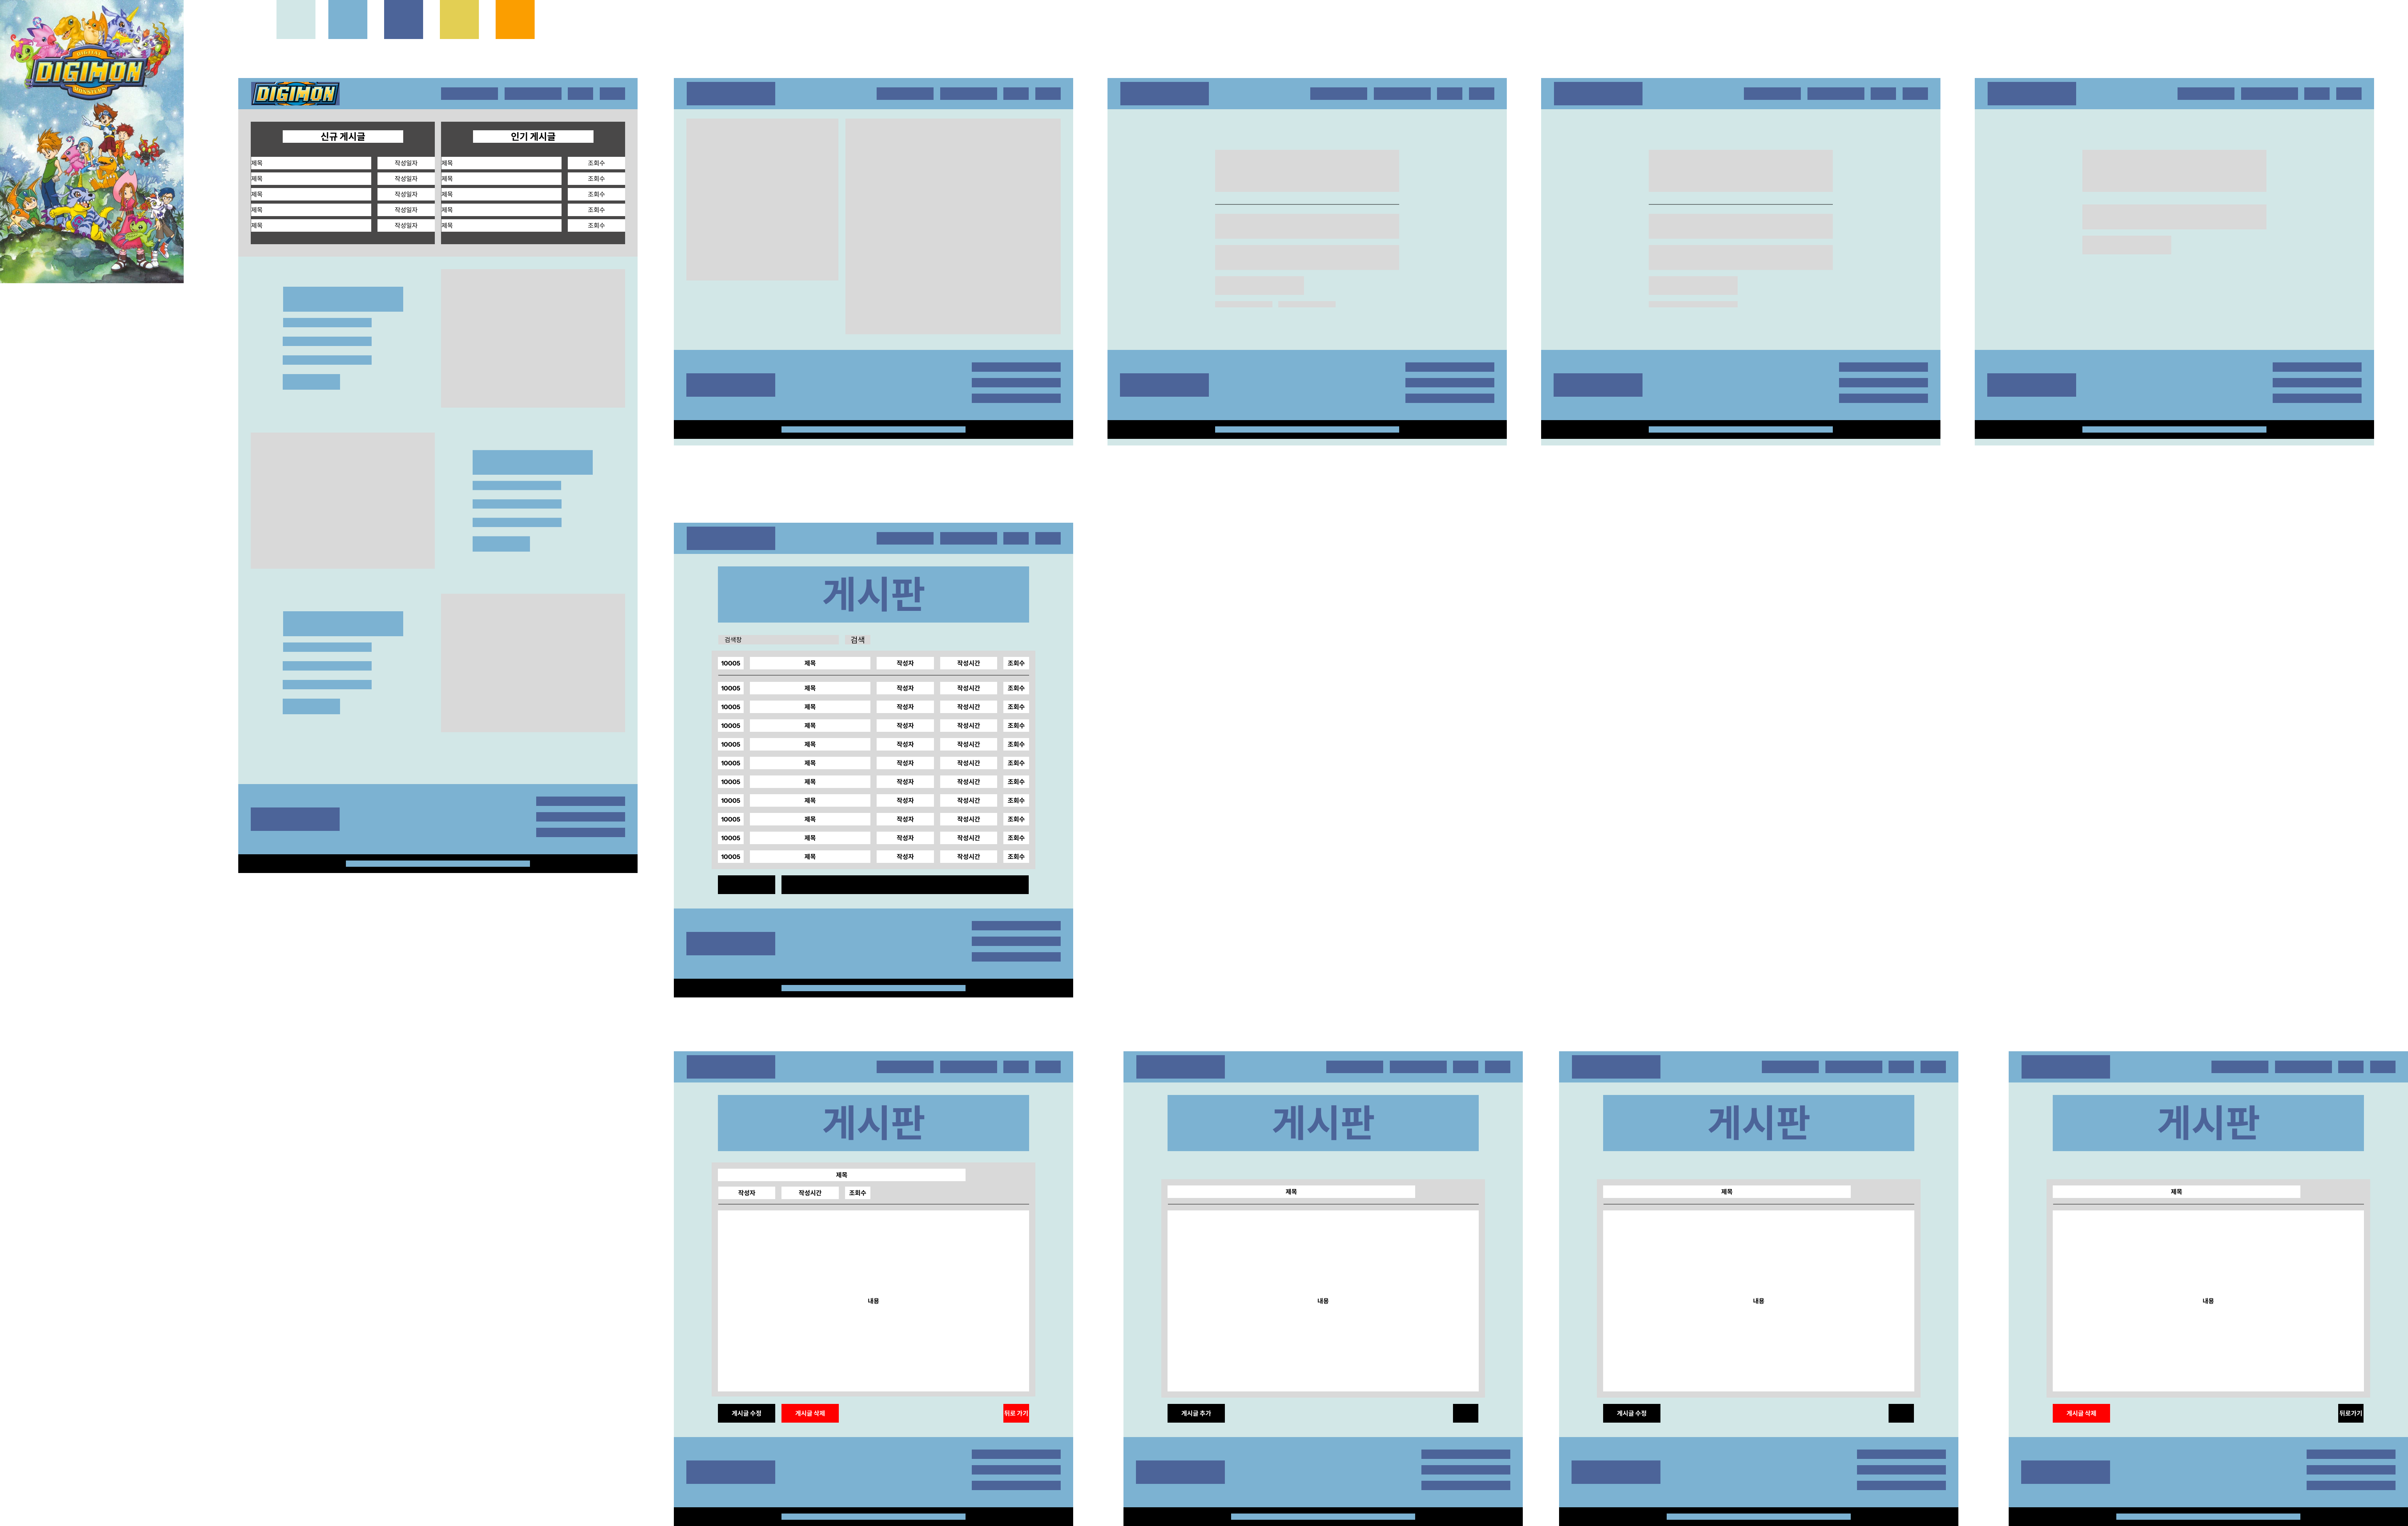 DIGITAL
DIGIMON
MONSTERS
DIGIMON
신규 게시글
인기 게시글
제목 작성일자 제목 조회수
제목 작성일자 제목 조회수
제목 작성일자 제목 조회수
제목 작성일자 제목 조회수
제목 작성일자 제목 조회수
게시판
검색창 검색
10005 제목 작성자 작성시간 조회수
10005 제목 작성자 작성시간 조회수
10005 제목 작성자 작성시간 조회수
10005 제목 작성자 작성시간 조회수
10005 제목 작성자 작성시간 조회수
10005 제목 작성자 작성시간 조회수
10005 제목 작성자 작성시간 조회수
10005 제목 작성자 작성시간 조회수
10005 제목 작성자 작성시간 조회수
10005 제목 작성자 작성시간 조회수
10005 제목 작성자 작성시간 조회수
게시판
제목
작성자 작성시간 조회수
내용
게시글 수정 게시글 삭제 뒤로 가기
게시판
제목
내용
게시글 추가
게시판
제목
내용
게시글 수정
게시판
제목
내용
게시글 삭제 뒤로가기